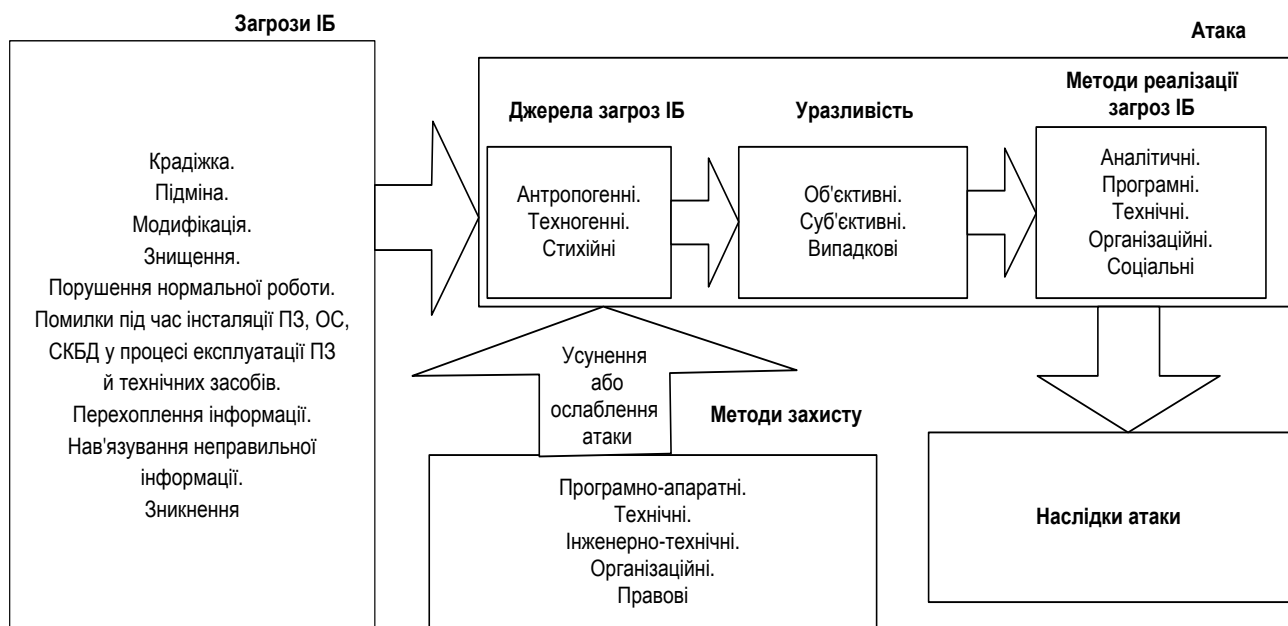 Загрози ІБ
Крадіжка.
Підміна.
Модифікація.
Знищення.
Порушення нормальної роботи.
Помилки під час інсталяції ПЗ, ОС,
СКБД у процесі експлуатації ПЗ
й технічних засобів.
Перехоплення інформації.
Нав'язування неправильної
інформації.
Зникнення
Атака
Джерела загроз ІБ
Антропогенні.
Техногенні.
Стихійні
Уразливість
Об'єктивні.
Суб'єктивні.
Випадкові
Методи реалізації
загроз ІБ
Аналітичні.
Програмні.
Технічні.
Організаційні.
Соціальні
Усунення
або
ослаблення
атаки
Методи захисту
Програмно-апаратні.
Технічні.
Інженерно-технічні.
Організаційні.
Правові
Наслідки атаки